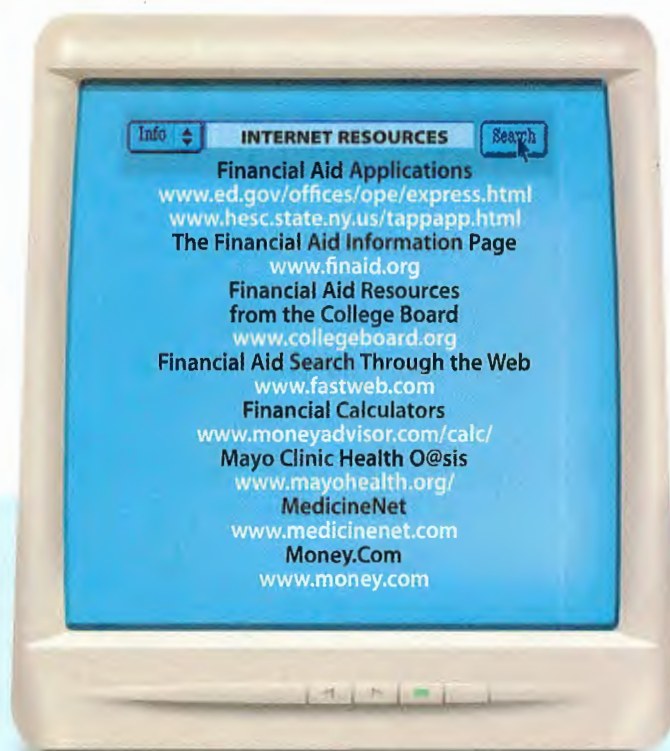 Info INTERNET RESOURCES Search
Financial Aid Applications
www.ed.gov/offices/ope/express.html
www.hesc.state.ny.us/tappapp.html
The Financial Aid Information Page
www.finaid.org
Financial Aid Resources
from the College Board
www.collegeboard.org
Financial Aid Search Through the Web
www.fastweb.com
Financial Calculators
www.moneyadvisor.com/calc/
Mayo Clinic Health O@sis
www.mayohealth.org/
MedicineNet
www.medicinenet.com
Money.Com
www.money.com